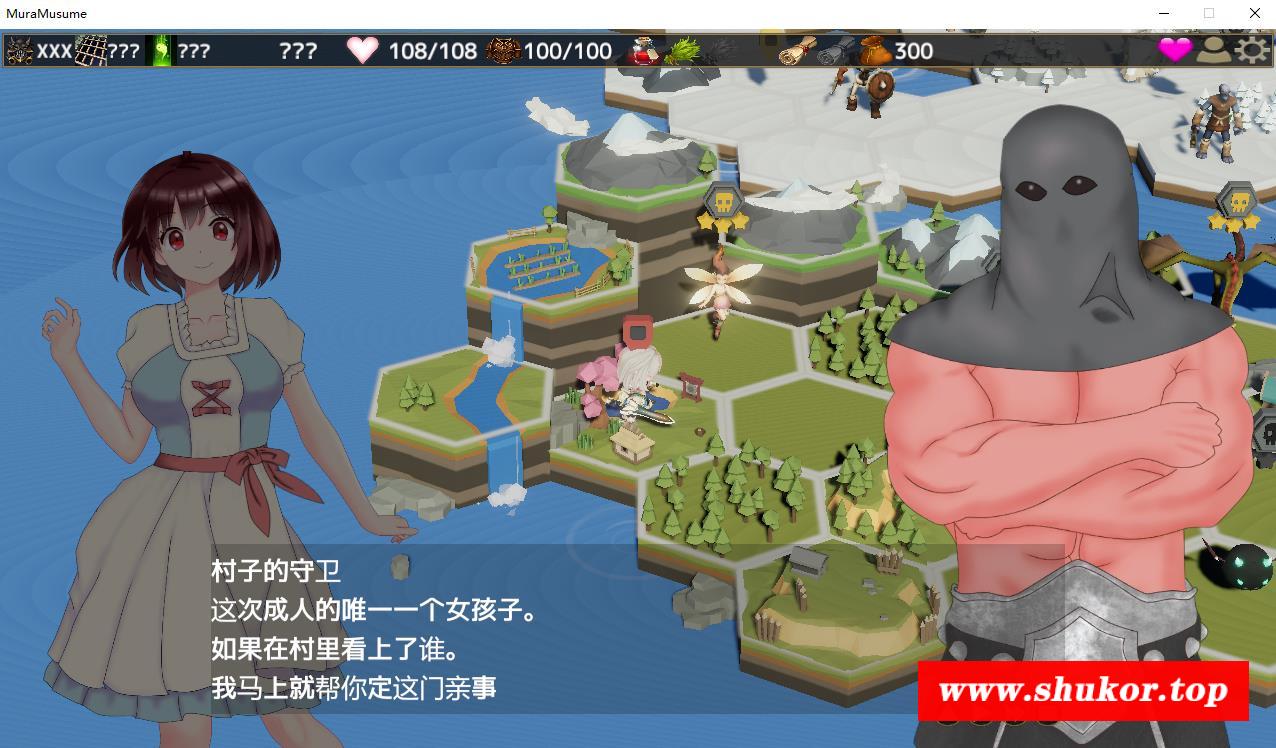 MuraMusume
XXX ??? ??? ??? 108/108 100/100 300
村子的守卫
这次成人的唯一一个女孩子。
如果在村里看上了谁。
我马上就帮你定这门亲事
www.shukor.top